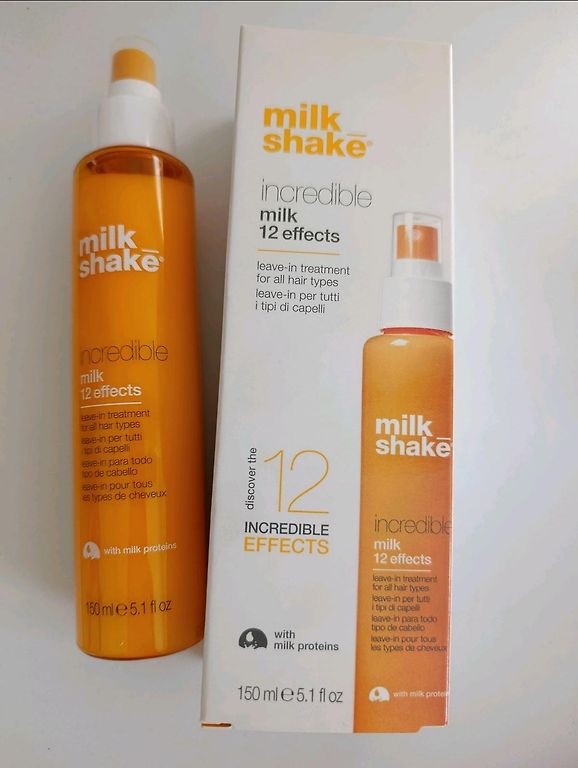 milk
shake®
incredible
milk
12 effects
leave-in treatment
for all hair types
leave-in per tutti
i tipi di capelli
leave-in para todo
tipo de cabello
leave-in pour tous
les types de cheveux
with milk proteins
150 ml e 5.1 fl oz
milk
shake®
incredible
milk
12 effects
leave-in treatment
for all hair types
leave-in per tutti
i tipi di capelli
discover the
12
INCREDIBLE
EFFECTS
with
milk proteins
150 ml e 5.1 fl oz
milk
shake
incredible
milk
12 effects
leave-in treatment
for all hair types
leave-in per tutti
i tipi di capelli
leave-in para todo
tipo de cabello
leave-in pour tous
les types de cheveux
with milk protein